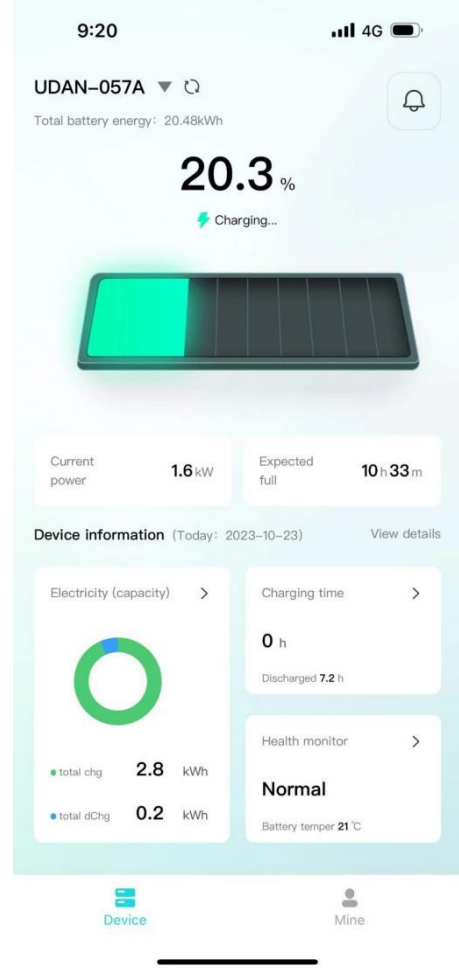 9:20
4G
UDAN-057A
Total battery energy: 20.48kWh
20.3 %
Charging...
Current power
1.6 kW
Expected full
10 h 33 m
Device information (Today: 2023-10-23)
View details
Electricity (capacity)
total chg 2.8 kWh
total dChg 0.2 kWh
Charging time
0 h
Discharged 7.2 h
Health monitor
Normal
Battery temper 21 ℃
Device
Mine